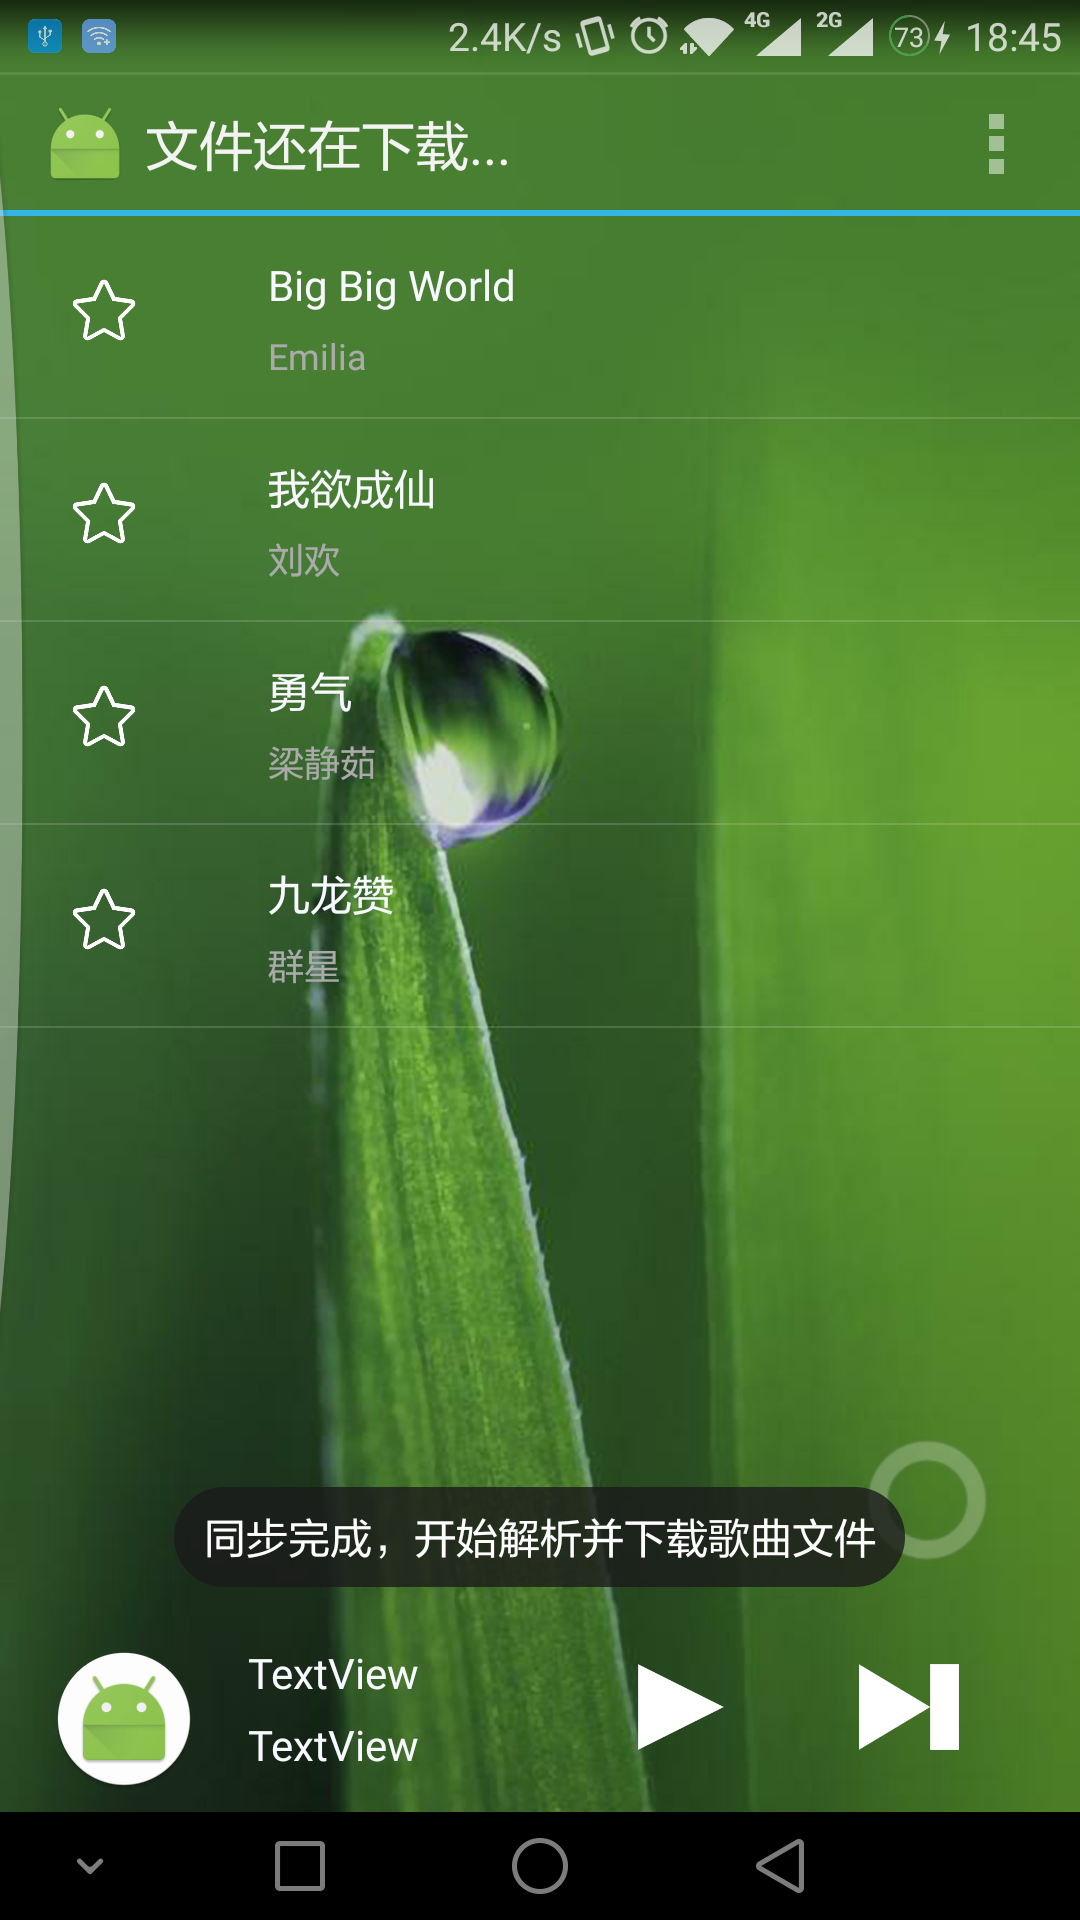 2.4K/s 4G 2G 73 18:45
文件还在下载...
Big Big World
Emilia
我欲成仙
刘欢
勇气
梁静茹
九龙赞
群星
同步完成，开始解析并下载歌曲文件
TextView
TextView